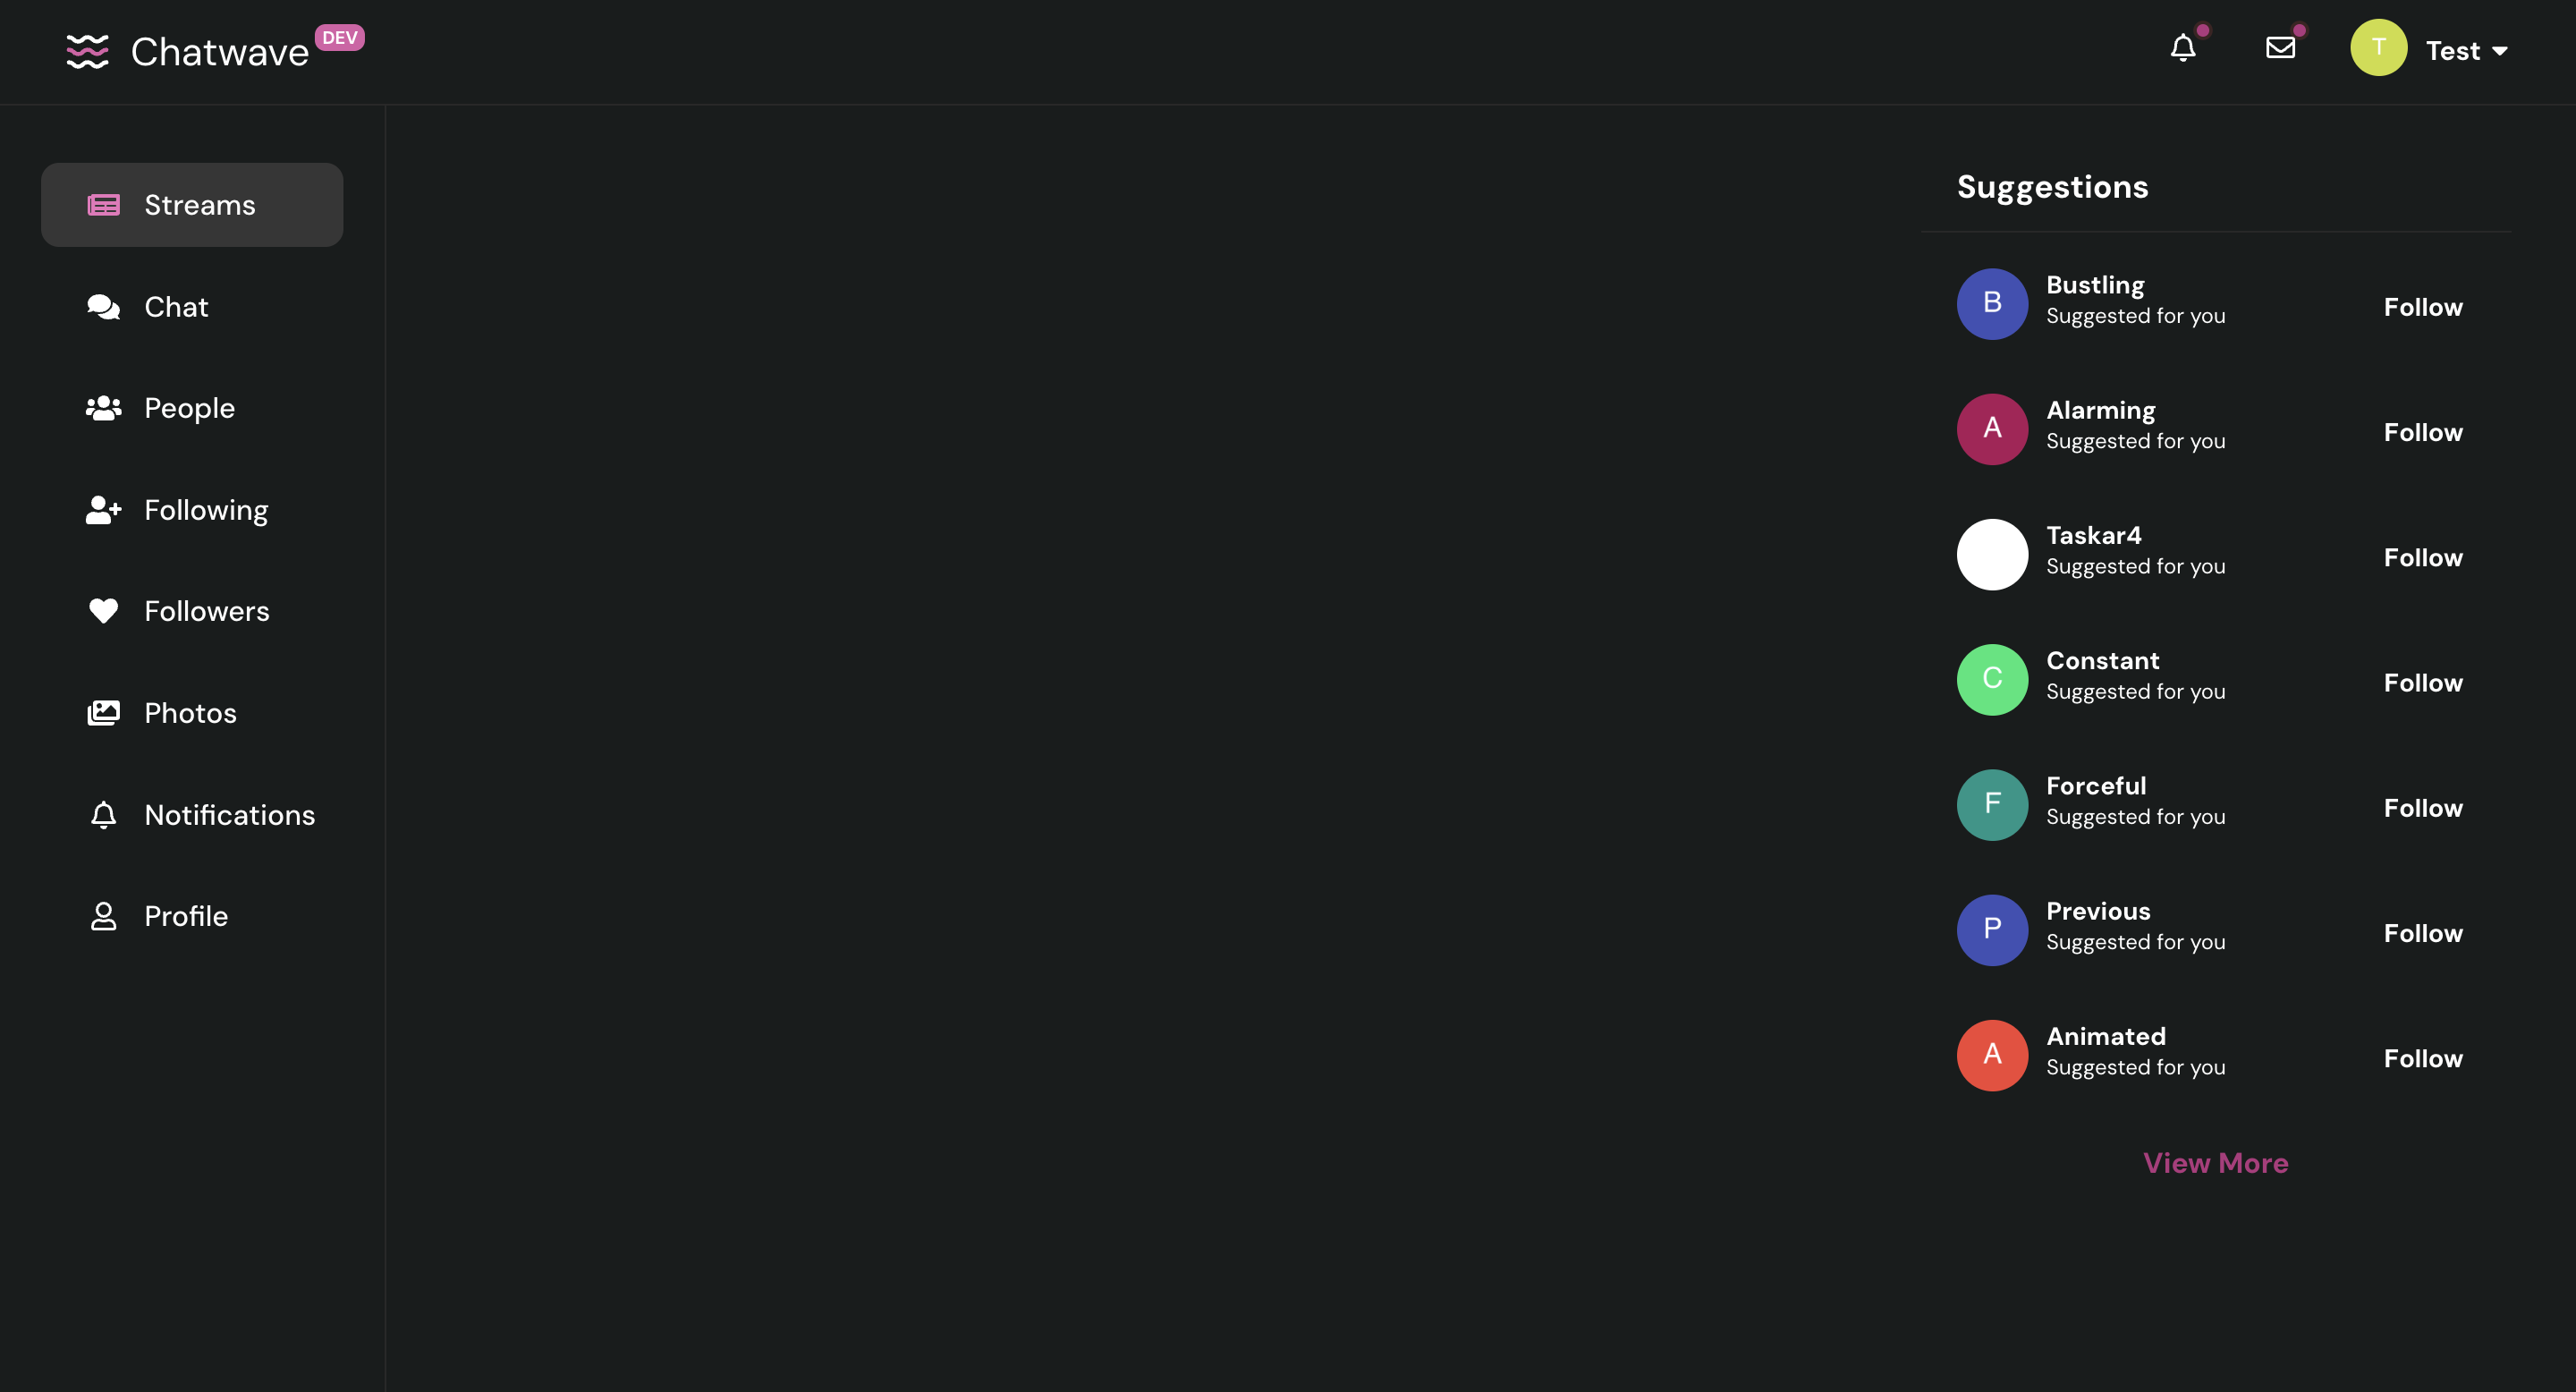 Chatwave DEV
T Test
Streams
Chat
People
Following
Followers
Photos
Notifications
Profile
Suggestions
B
Bustling
Suggested for you
Follow
A
Alarming
Suggested for you
Follow
Taskar4
Suggested for you
Follow
C
Constant
Suggested for you
Follow
F
Forceful
Suggested for you
Follow
P
Previous
Suggested for you
Follow
A
Animated
Suggested for you
Follow
View More